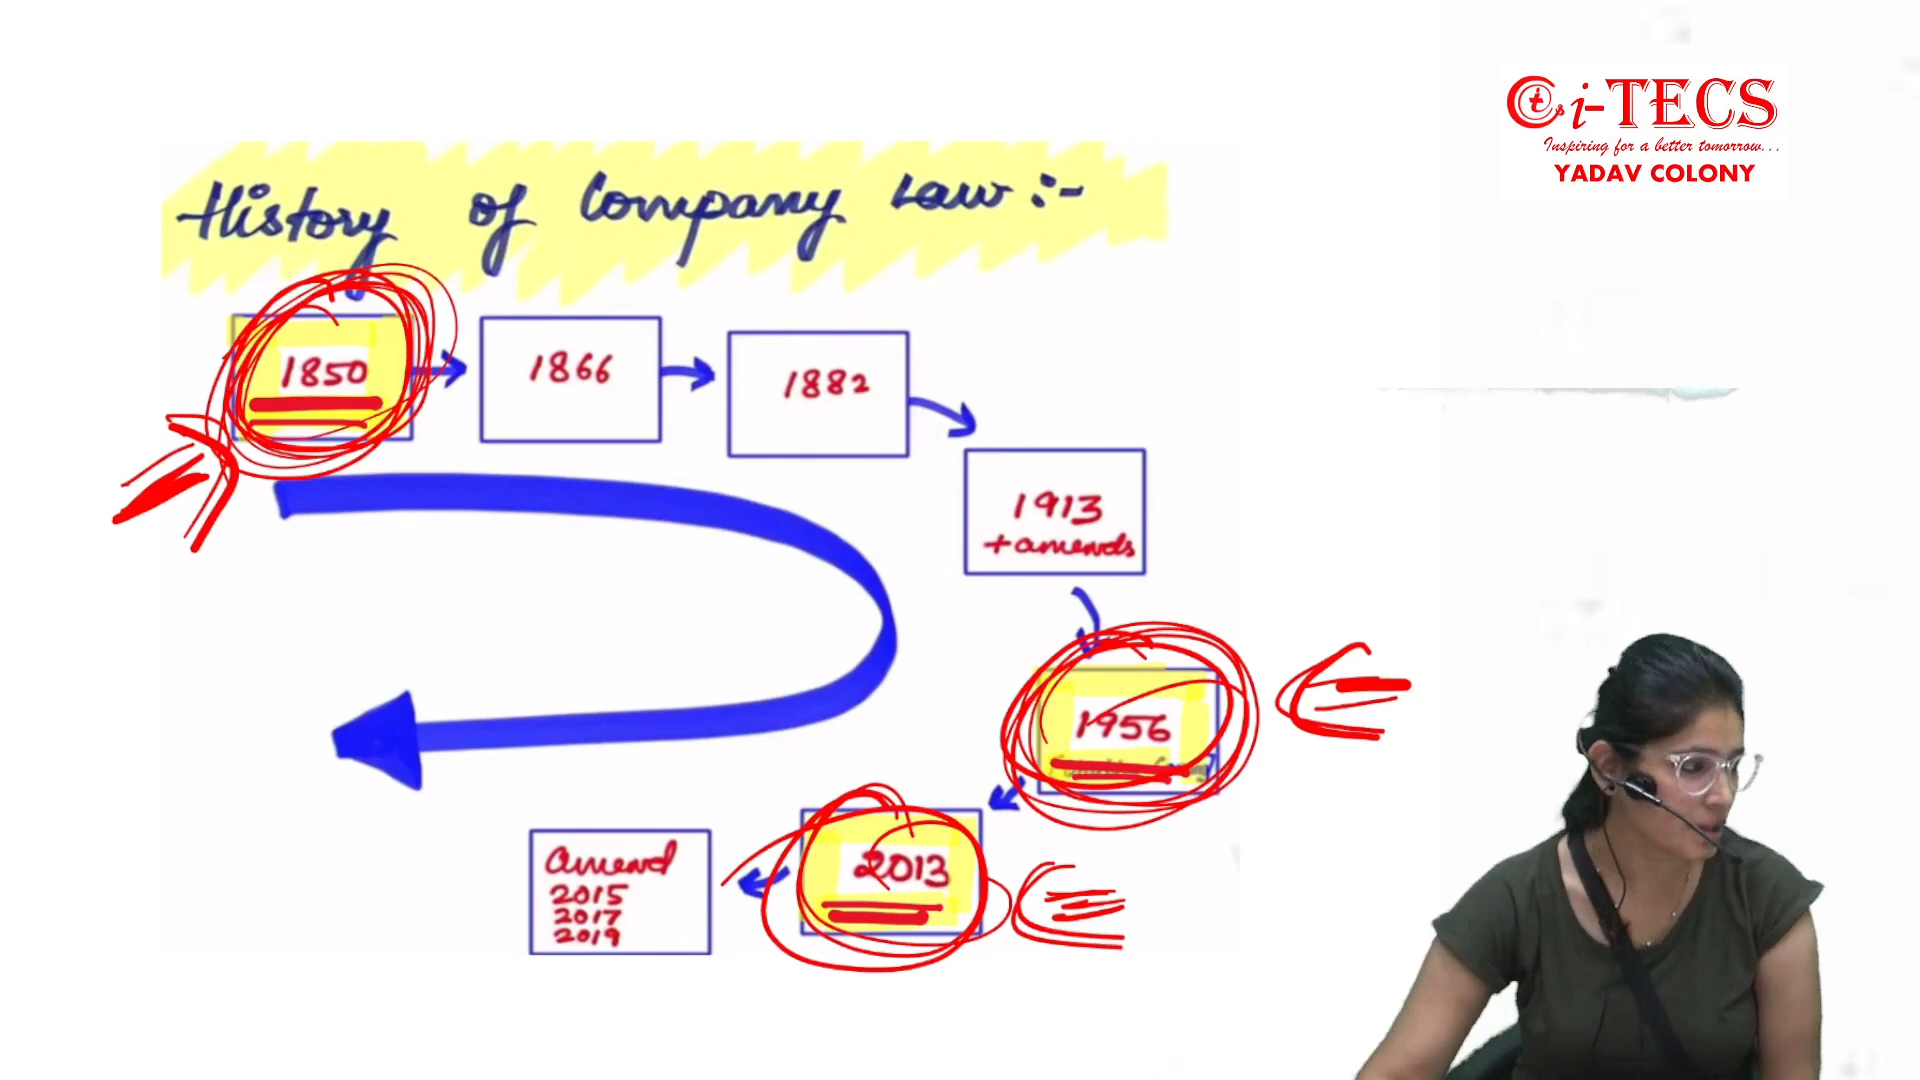 i-TECS
Inspiring for a better tomorrow...
YADAV COLONY
History of Company Law :-
1850
1866
1882
1913
+amends
1956
2013
amend
2015
2017
2019